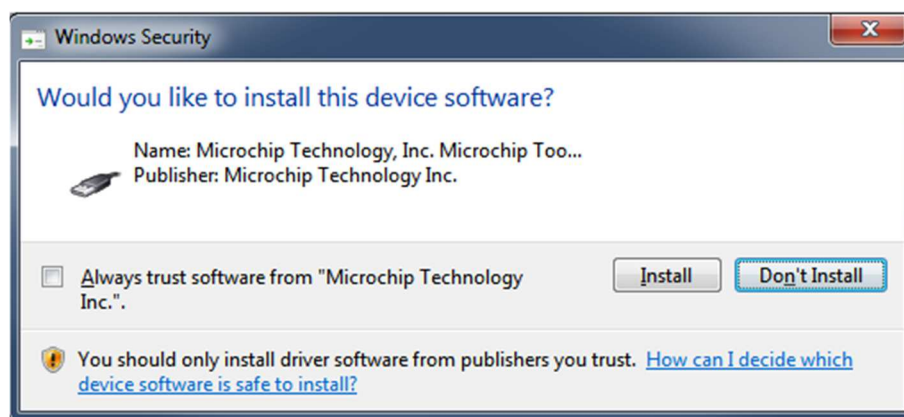 Windows Security
Would you like to install this device software?
Name: Microchip Technology, Inc. Microchip Too...
Publisher: Microchip Technology Inc.
Always trust software from "Microchip Technology
Inc.".
Install
Don't Install
You should only install driver software from publishers you trust. How can I decide which
device software is safe to install?